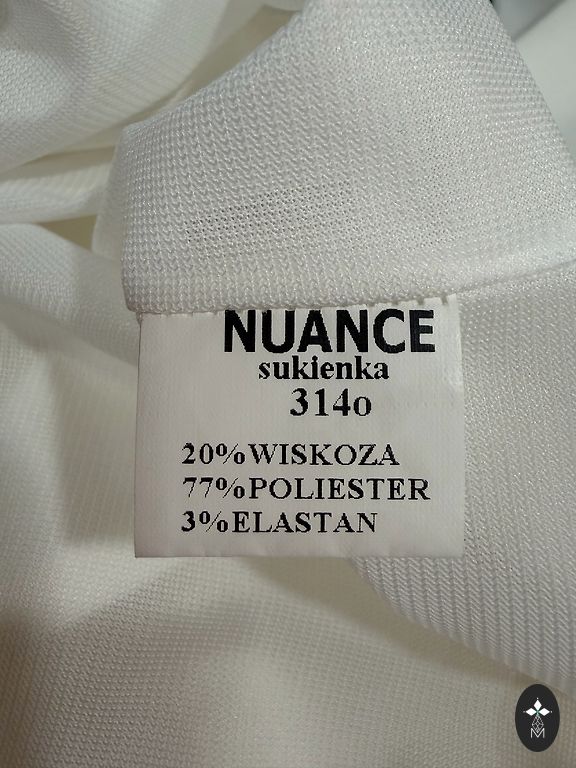 NUANCE
sukienka
314o
20%WISKOZA
77%POLIESTER
3%ELASTAN
M